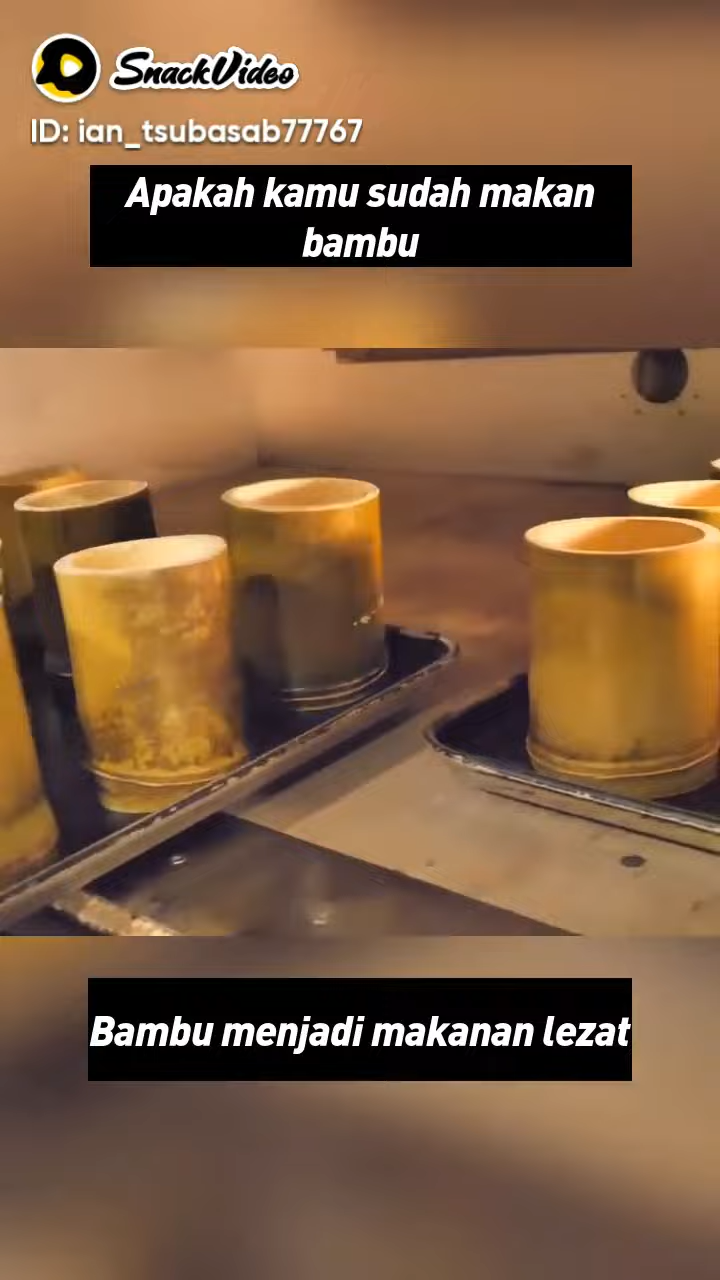 SnackVideo
ID: ian_tsubasab77767
Apakah kamu sudah makan
bambu
Bambu menjadi makanan lezat